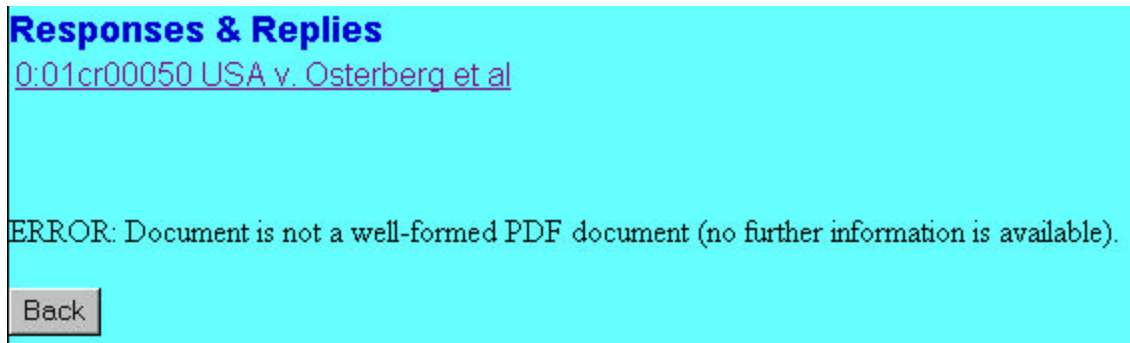 Responses & Replies
0:01cr00050 USA v. Osterberg et al
ERROR: Document is not a well-formed PDF document (no further information is available).
Back